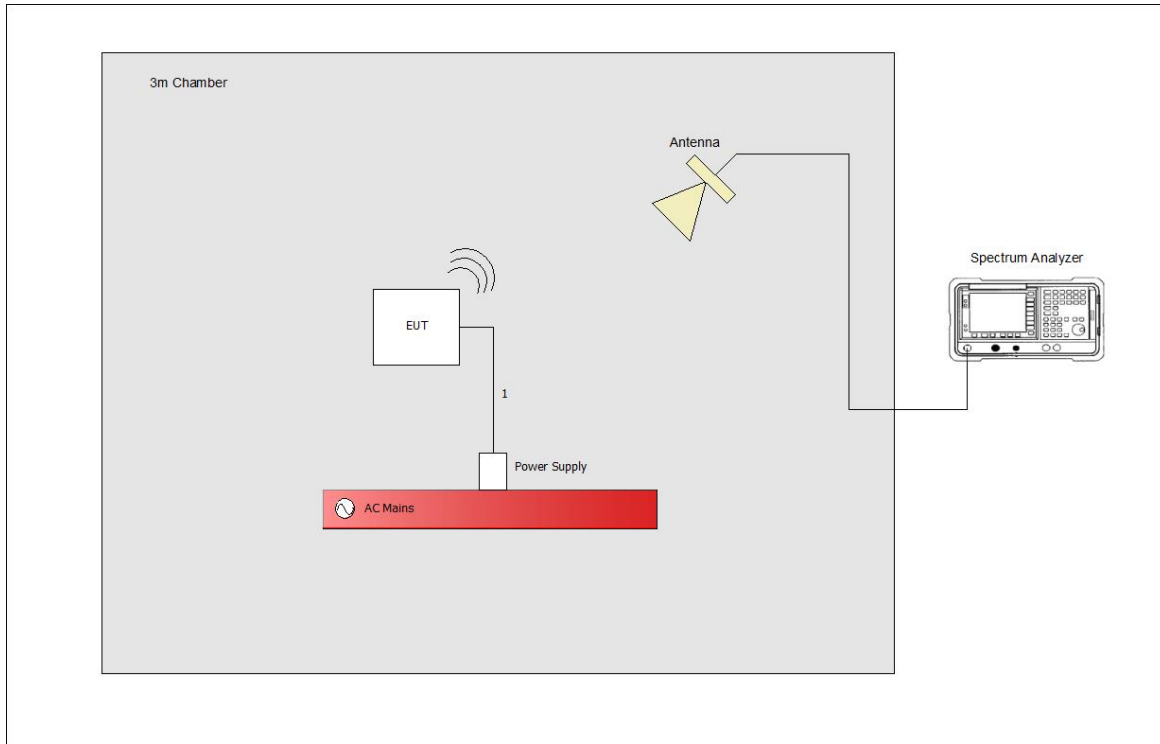 3m Chamber
Antenna
Spectrum Analyzer
EUT
1
Power Supply
AC Mains